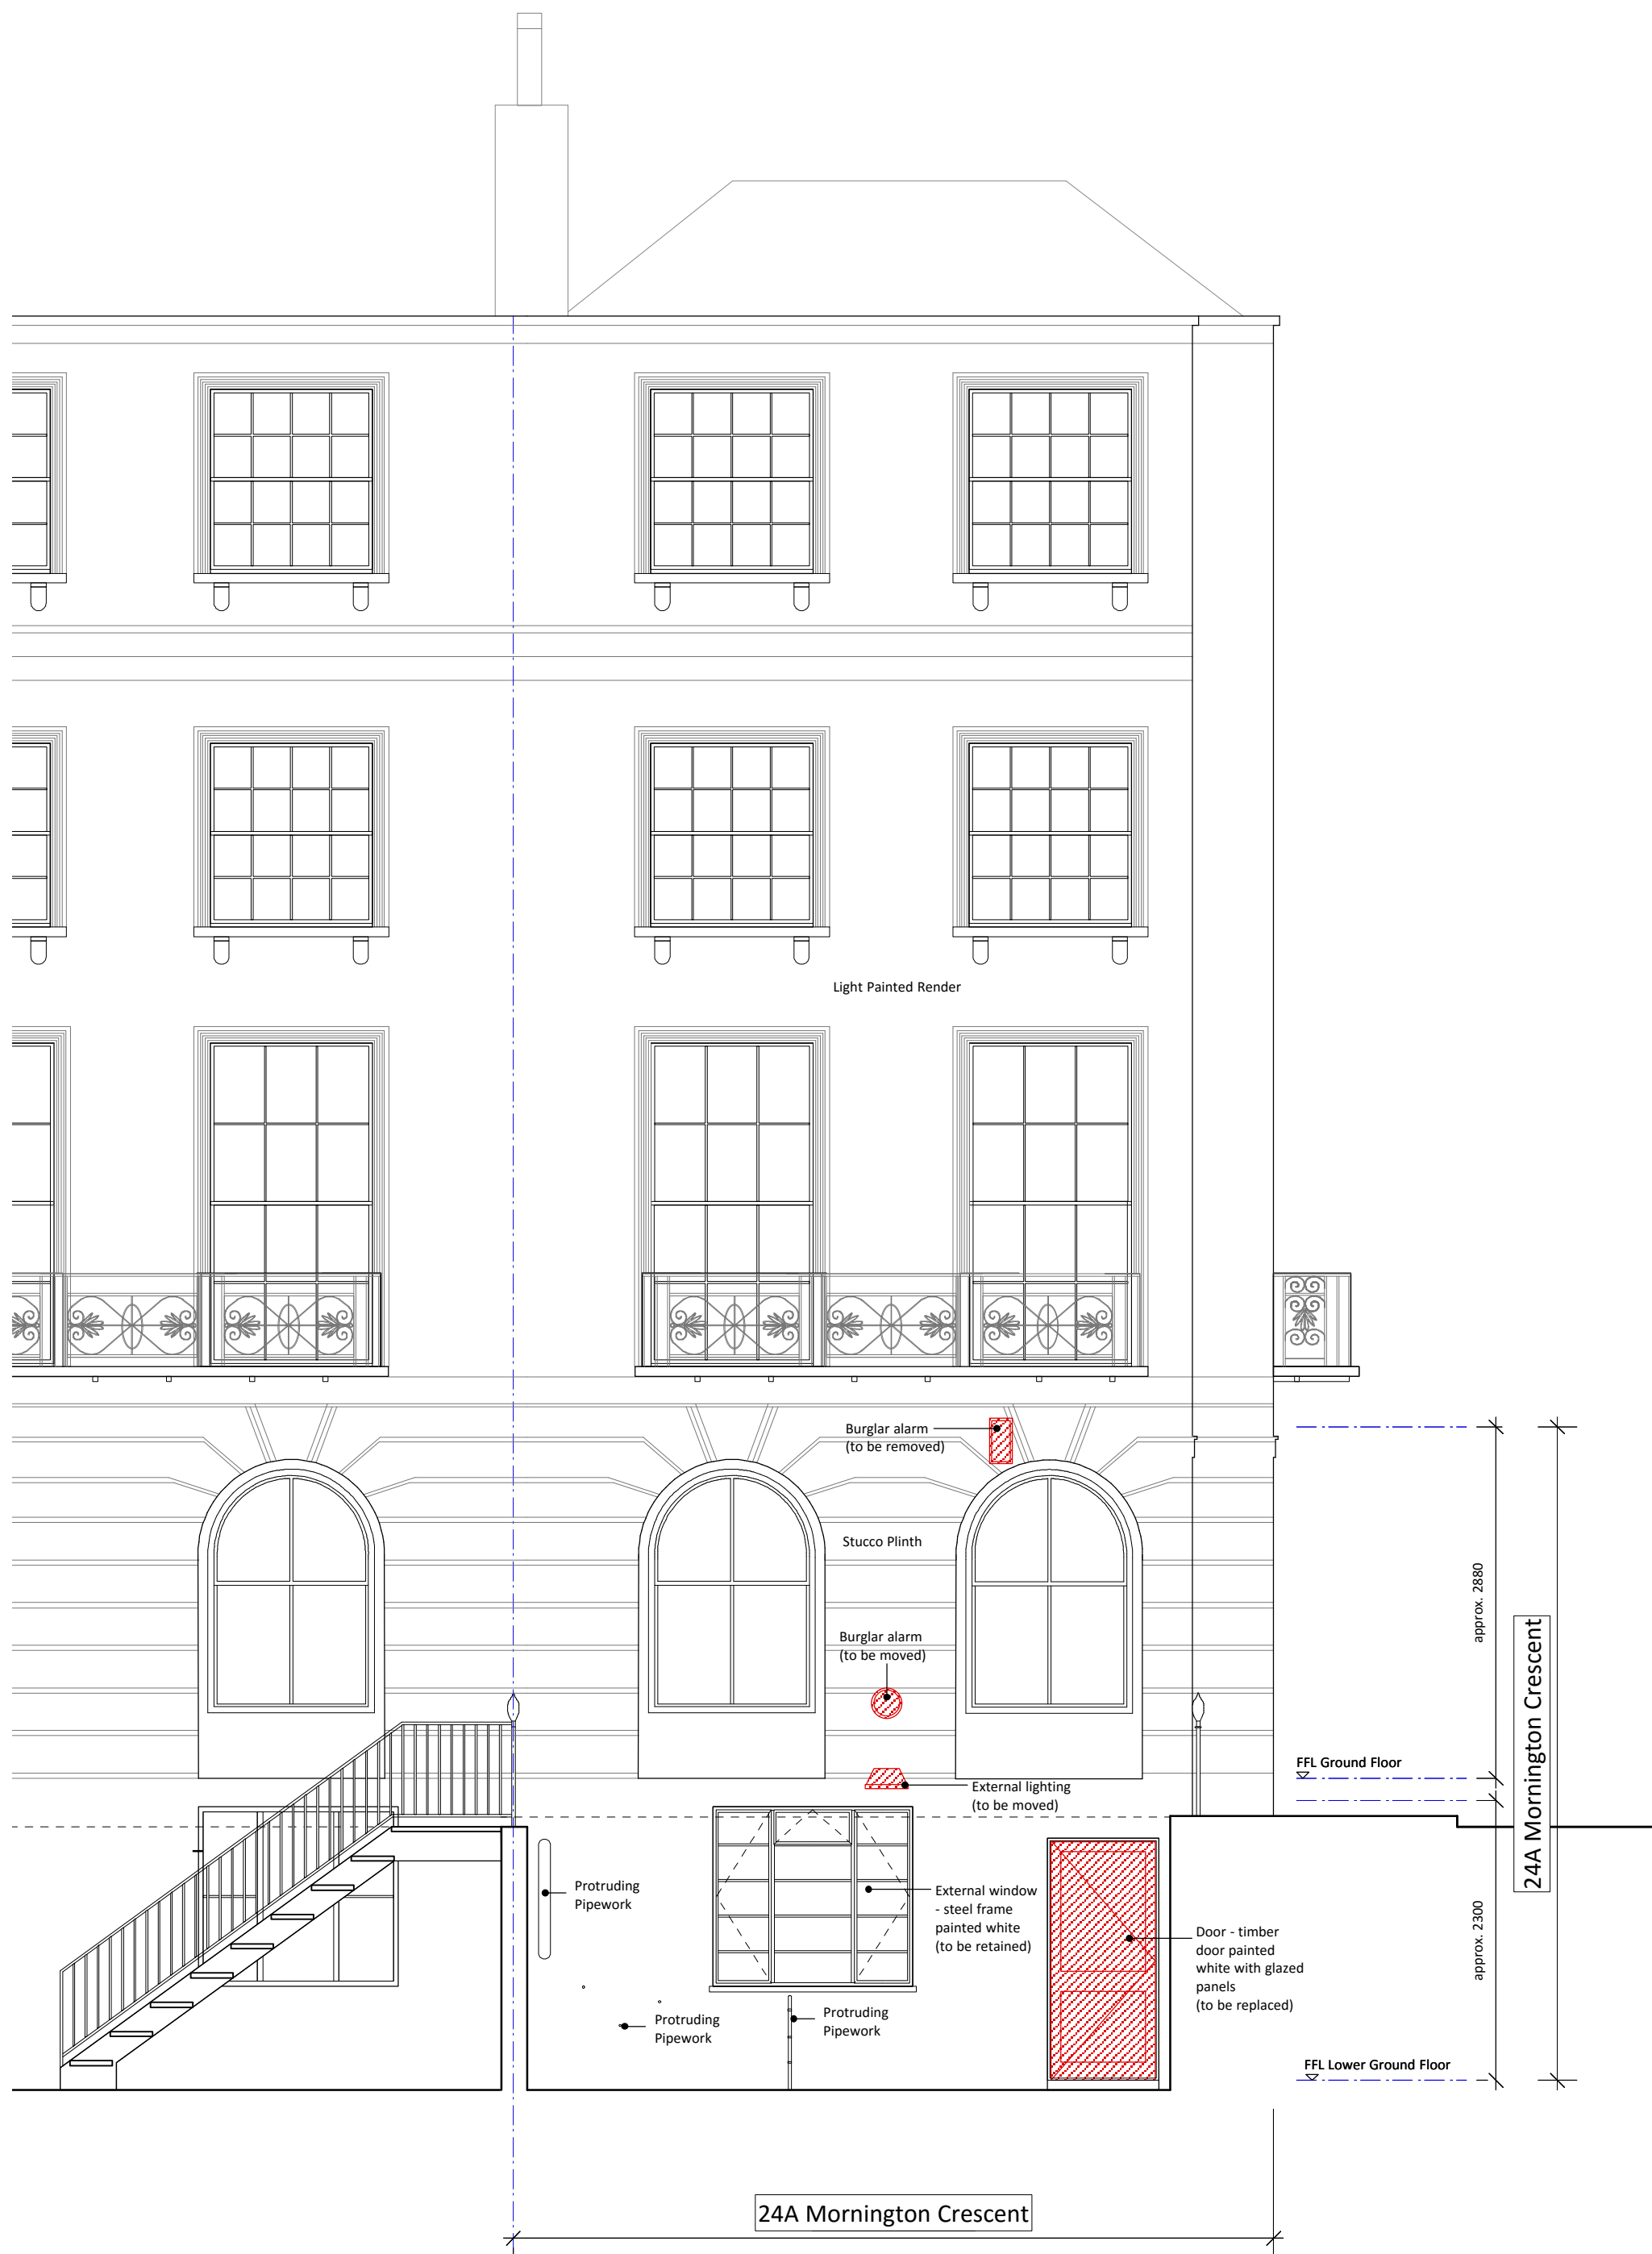 Light Painted Render
Burglar alarm
(to be removed)
Stucco Plinth
approx. 2880
Burglar alarm
(to be moved)
24A Mornington Crescent
FFL Ground Floor
External lighting
(to be moved)
Protruding
Pipework
External window
- steel frame
painted white
(to be retained)
Door - timber
door painted
white with glazed
panels
(to be replaced)
approx. 2300
Protruding
Pipework
Protruding
Pipework
FFL Lower Ground Floor
24A Mornington Crescent